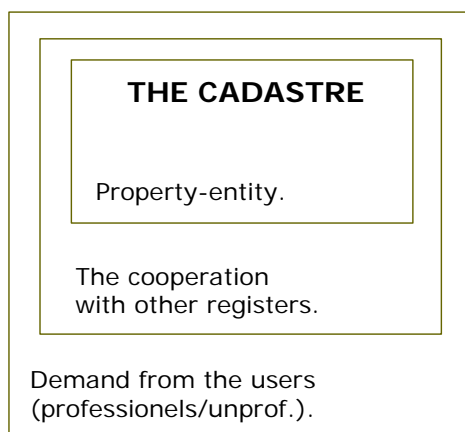 THE CADASTRE
Property-entity.
The cooperation
with other registers.
Demand from the users
(professionels/unprof.).